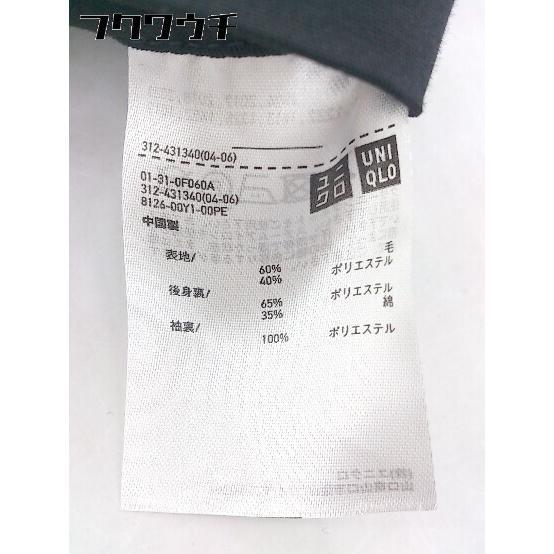 フクワウチ
312-431340(04-06)
ユニ
クロ
UNI
QLO
01-31-0F060A
312-431340(04-06)
8126-00Y1-00PE
中国製
表地/ 60% 毛
40% ポリエステル
後身裏/ 65% ポリエステル
35% 綿
袖裏/ 100% ポリエステル